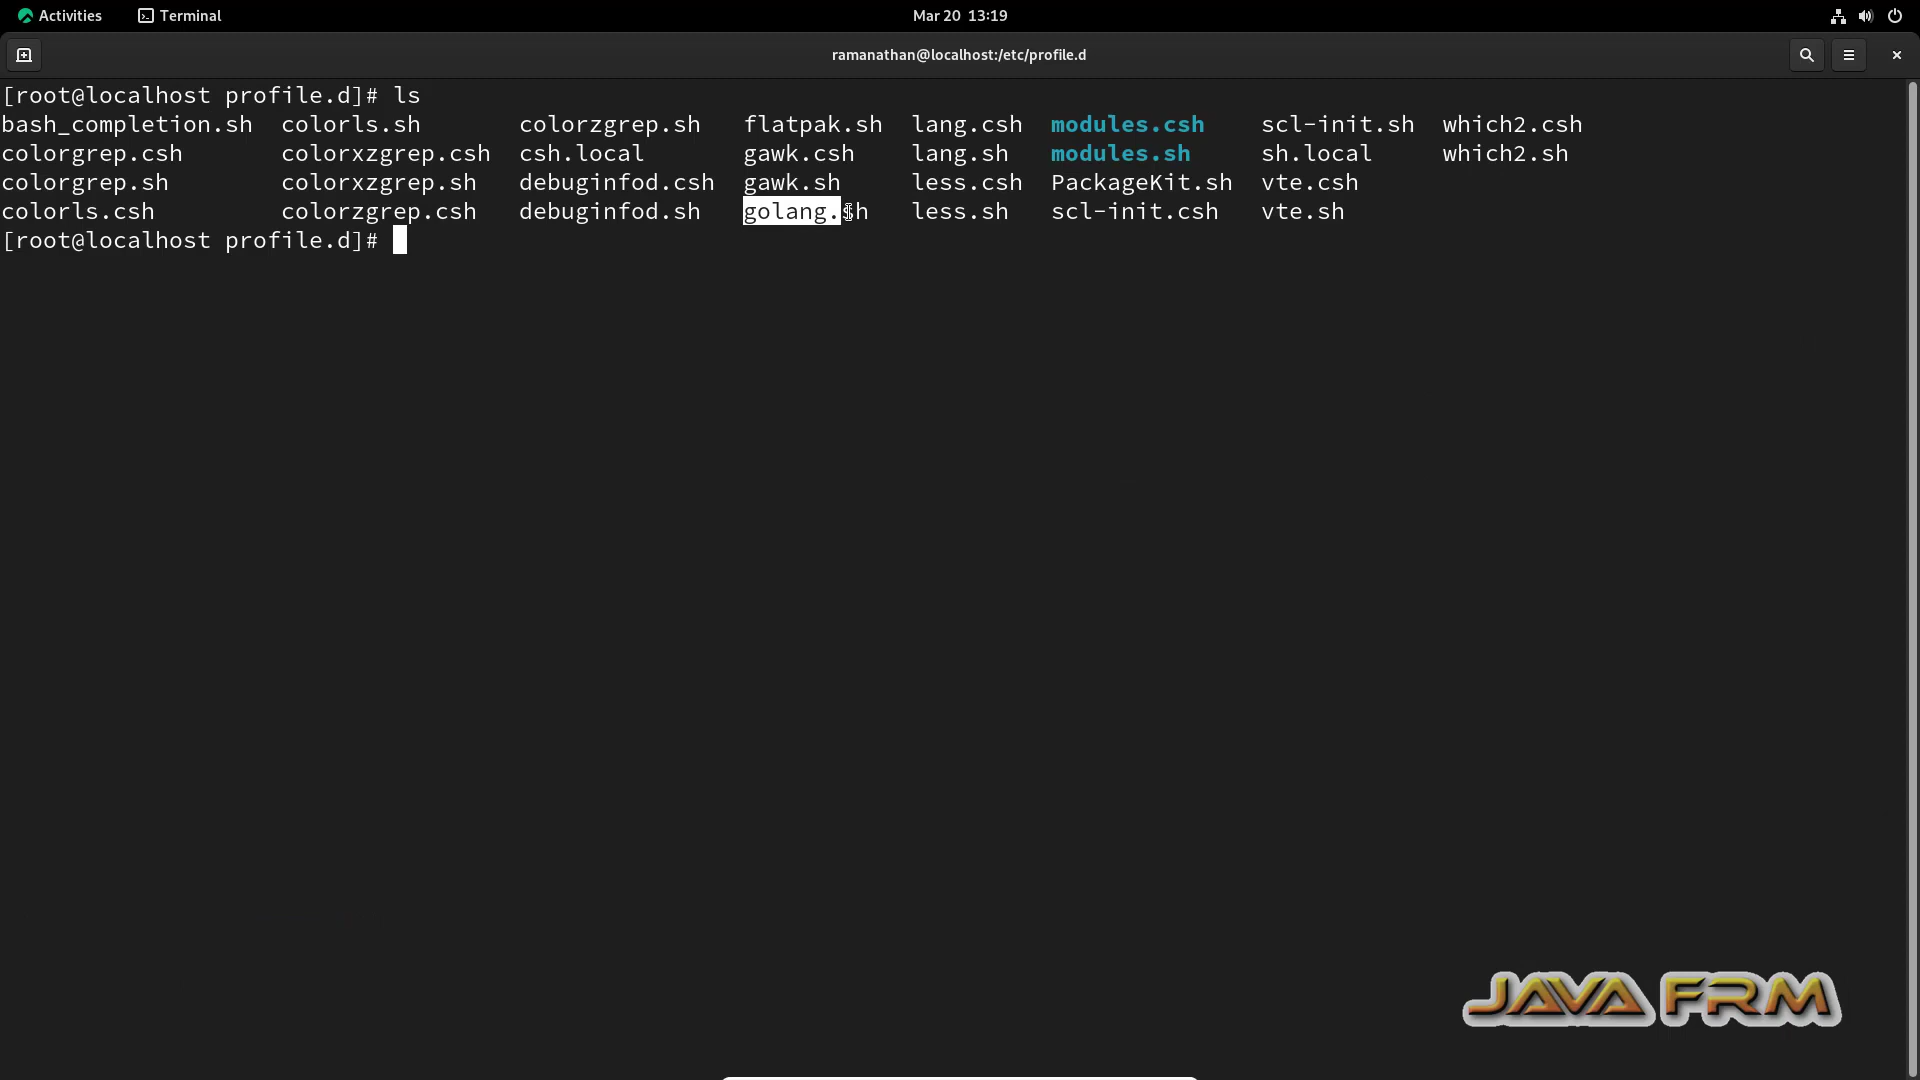 Activities Terminal Mar 20 13:19
ramanathan@localhost:/etc/profile.d
[root@localhost profile.d]# ls
bash_completion.sh colorls.sh colorzgrep.sh flatpak.sh lang.csh modules.csh scl-init.sh which2.csh
colorgrep.csh colorxzgrep.csh csh.local gawk.csh lang.sh modules.sh sh.local which2.sh
colorgrep.sh colorxzgrep.sh debuginfod.csh gawk.sh less.csh PackageKit.sh vte.csh
colorls.csh colorzgrep.csh debuginfod.sh golang.sh less.sh scl-init.csh vte.sh
[root@localhost profile.d]#
JAVA FRM